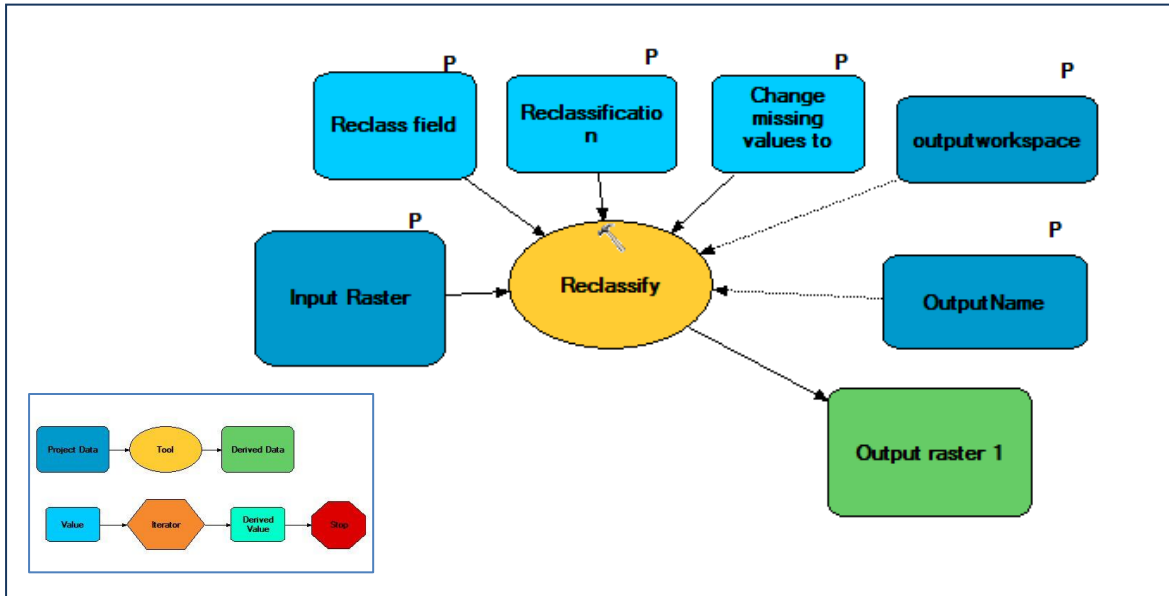 P
P
P
P
Reclass field
Reclassificatio
n
Change
missing
values to
outputworkspace
P
P
Input Raster
Reclassify
OutputName
Output raster 1
Project Data
Tool
Derived Data
Value
Iterator
Derived
Value
Stop